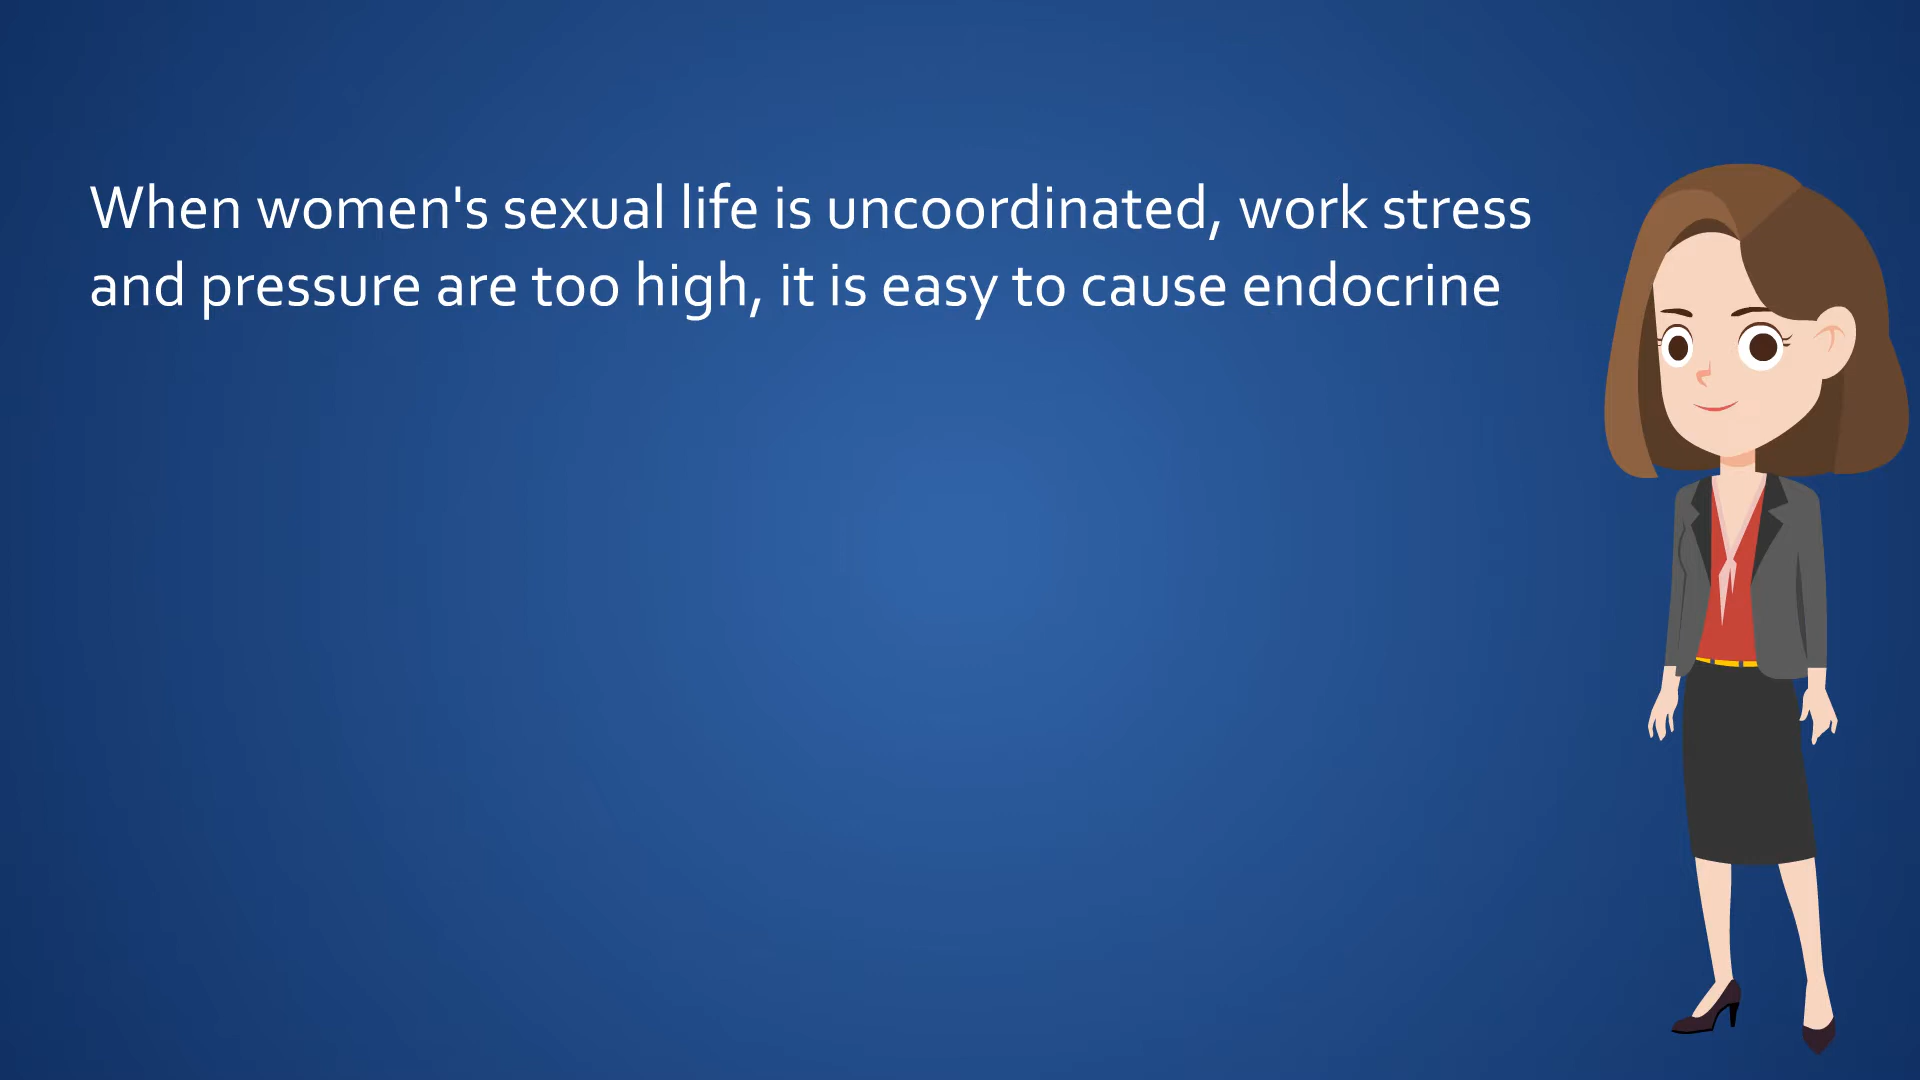 When women's sexual life is uncoordinated, work stress
and pressure are too high, it is easy to cause endocrine